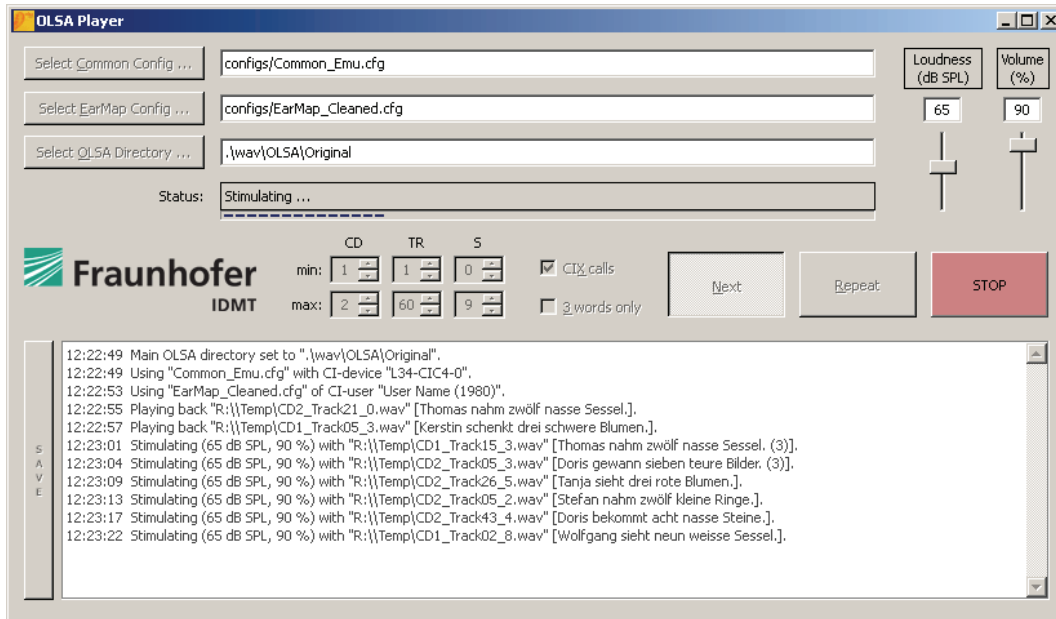 OLSA Player
Select Common Config ...
configs/Common_Emu.cfg
Loudness
(dB SPL)
Volume
(%)
Select EarMap Config ...
configs/EarMap_Cleaned.cfg
65
90
Select OLSA Directory ...
.\wav\OLSA\Original
Status:
Stimulating ...
CD TR S
Fraunhofer
IDMT
min: 1 1 0
CIX calls
max: 2 60 9
3 words only
Next
Repeat
STOP
SAVE
12:22:49 Main OLSA directory set to ".\wav\OLSA\Original".
12:22:49 Using "Common_Emu.cfg" with CI-device "L34-CIC4-0".
12:22:53 Using "EarMap_Cleaned.cfg" of CI-user "User Name (1980)".
12:22:55 Playing back "R:\\Temp\CD2_Track21_0.wav" [Thomas nahm zwölf nasse Sessel.].
12:22:57 Playing back "R:\\Temp\CD1_Track05_3.wav" [Kerstin schenkt drei schwere Blumen.].
12:23:01 Stimulating (65 dB SPL, 90 %) with "R:\\Temp\CD1_Track15_3.wav" [Thomas nahm zwölf nasse Sessel. (3)].
12:23:04 Stimulating (65 dB SPL, 90 %) with "R:\\Temp\CD2_Track05_3.wav" [Doris gewann sieben teure Bilder. (3)].
12:23:09 Stimulating (65 dB SPL, 90 %) with "R:\\Temp\CD2_Track26_5.wav" [Tanja sieht drei rote Blumen.].
12:23:13 Stimulating (65 dB SPL, 90 %) with "R:\\Temp\CD2_Track05_2.wav" [Stefan nahm zwölf kleine Ringe.].
12:23:17 Stimulating (65 dB SPL, 90 %) with "R:\\Temp\CD2_Track43_4.wav" [Doris bekommt acht nasse Steine.].
12:23:22 Stimulating (65 dB SPL, 90 %) with "R:\\Temp\CD1_Track02_8.wav" [Wolfgang sieht neun weisse Sessel.].